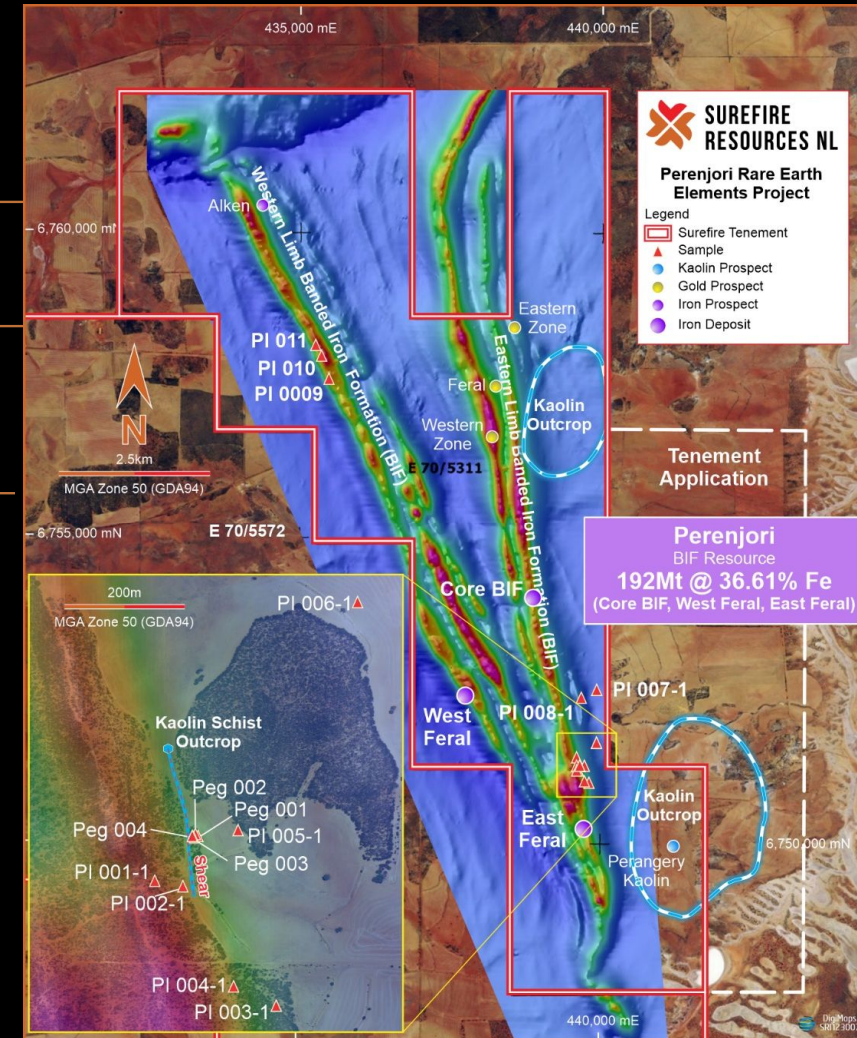 435,000 mE
440,000 mE
SUREFIRE
RESOURCES NL
Perenjori Rare Earth
Elements Project
Legend
Surefire Tenement
Sample
Kaolin Prospect
Gold Prospect
Iron Prospect
Iron Deposit
Alken
6,760,000 mN
Western Limb Banded Iron Formation (BIF)
Eastern
Zone
PI 011
PI 010
PI 0009
Eastern Limb Banded Iron Formation (BIF)
Feral
Kaolin
Outcrop
N
2.5km
MGA Zone 50 (GDA94)
Western
Zone
E 70/5311
Tenement
Application
6,755,000 mN
E 70/5572
Perenjori
BIF Resource
192Mt @ 36.61% Fe
(Core BIF, West Feral, East Feral)
Core BIF
200m
MGA Zone 50 (GDA94)
PI 006-1
PI 007-1
PI 008-1
West
Feral
Kaolin Schist
Outcrop
Peg 002
Peg 001
Peg 004
PI 005-1
Peg 003
Shear
PI 001-1
PI 002-1
PI 004-1
PI 003-1
East
Feral
Kaolin
Outcrop
6,750,000 mN
Perangery
Kaolin
440,000 mE
DigMaps